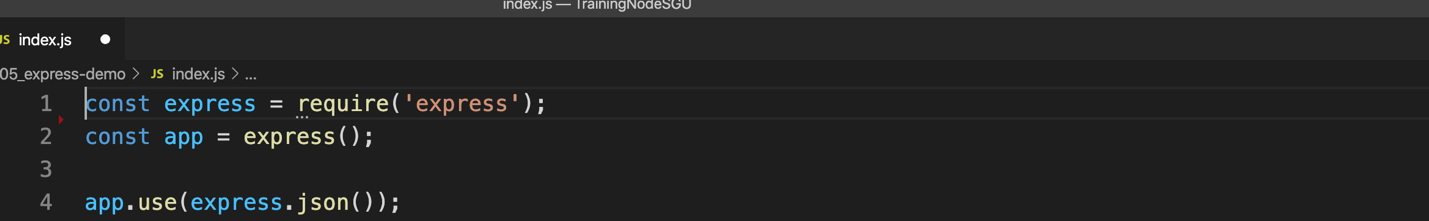 index.js — TrainingNodeSGU
JS index.js
05_express-demo > JS index.js > ...
1 const express = require('express');
2 const app = express();
3
4 app.use(express.json());